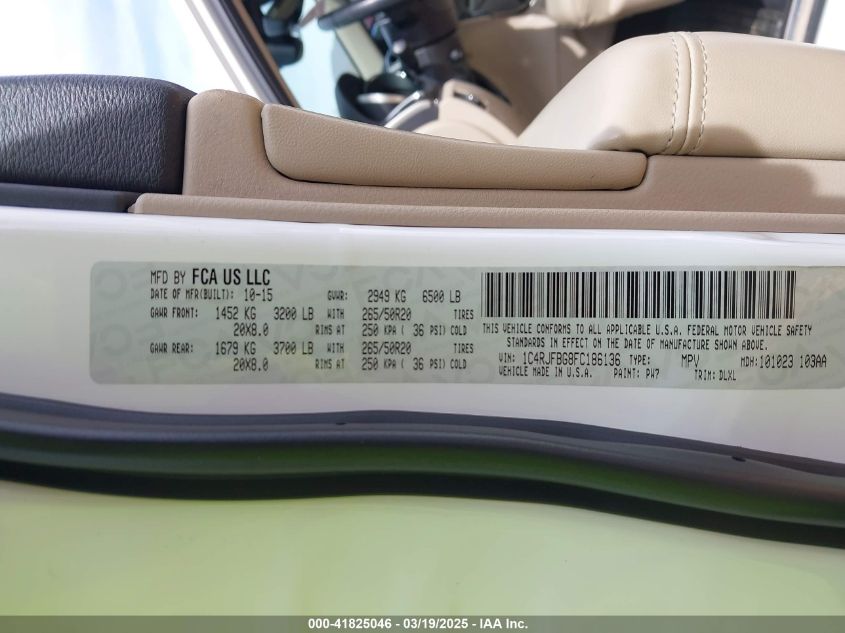 MFD BY FCA US LLC
DATE OF MFR(BUILT): 10-15 GVWR: 2949 KG 6500 LB
GAWR FRONT: 1452 KG 3200 LB WITH 265/50R20 TIRES
20X8.0 RIMS AT 250 KPA ( 36 PSI) COLD
GAWR REAR: 1679 KG 3700 LB WITH 265/50R20 TIRES
20X8.0 RIMS AT 250 KPA ( 36 PSI) COLD
THIS VEHICLE CONFORMS TO ALL APPLICABLE U.S.A. FEDERAL MOTOR VEHICLE SAFETY
STANDARDS IN EFFECT ON THE DATE OF MANUFACTURE SHOWN ABOVE.
VIN: 1C4RJFBG8FC186136 TYPE: MPV MDH:101023 103AA
VEHICLE MADE IN U.S.A. PAINT: PW7 TRIM: DLXL
000-41825046 - 03/19/2025 - IAA Inc.